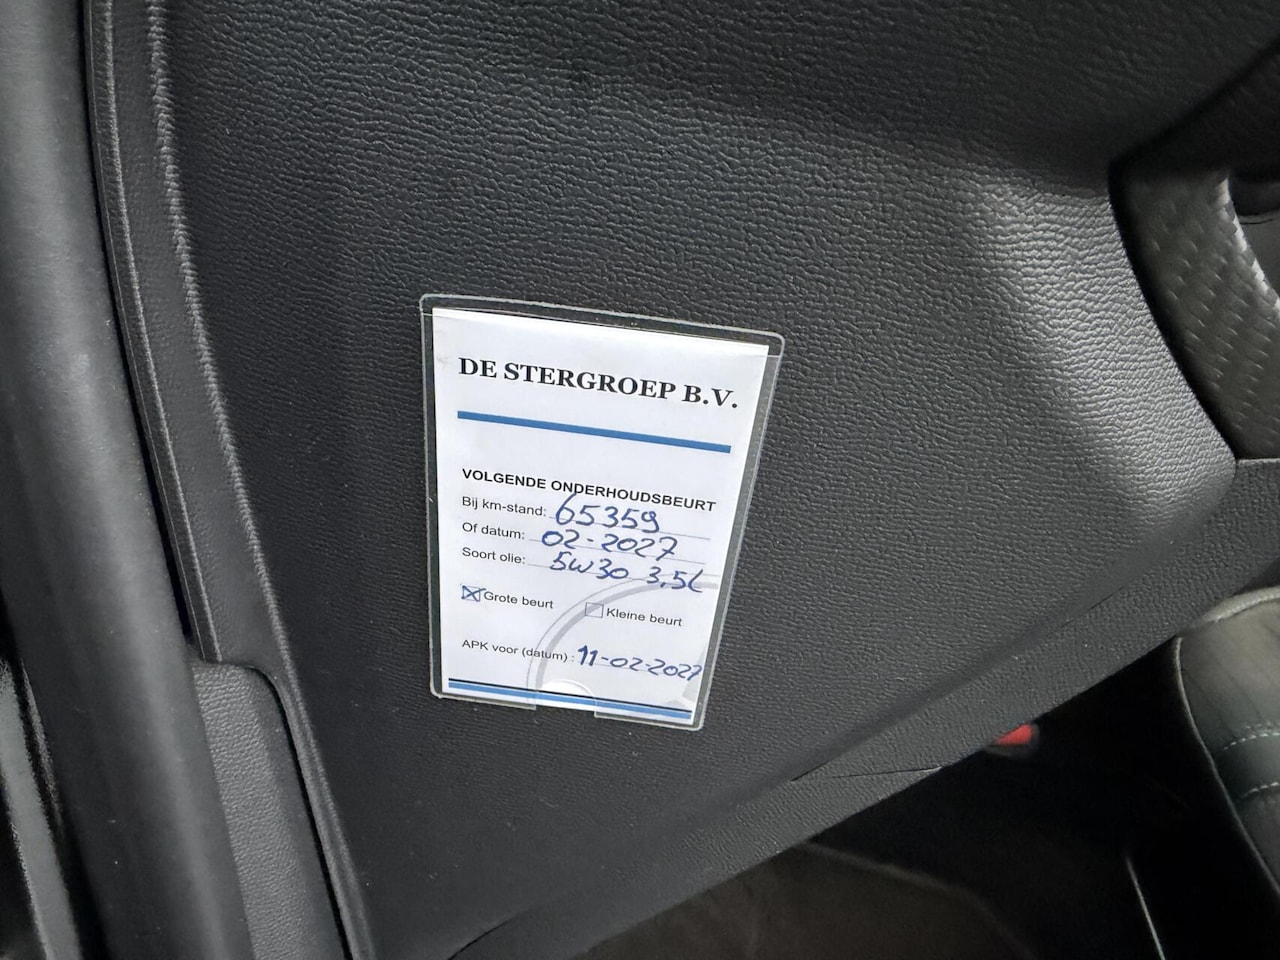 DE STERGROEP B.V.
VOLGENDE ONDERHOUDSBEURT
Bij km-stand: 65359
Of datum: 02-2027
Soort olie: 5W30 3,5L
Grote beurt Kleine beurt
APK voor (datum) : 11-02-2027